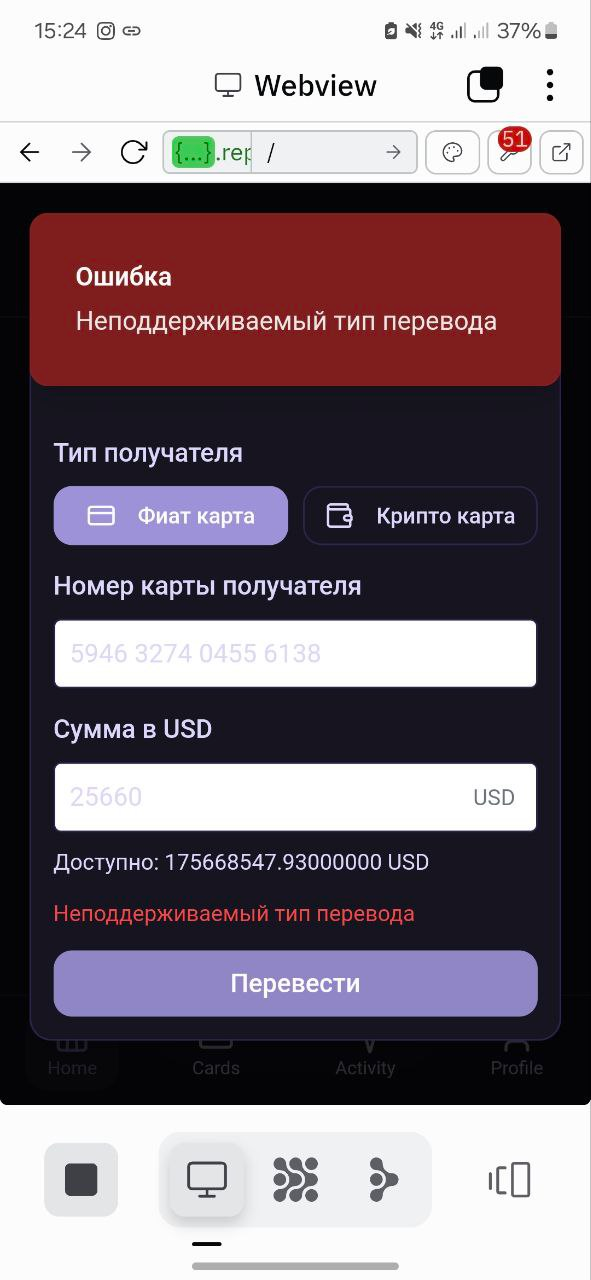 15:24
4G
37%
Webview
{...}.rep
/
51
Ошибка
Неподдерживаемый тип перевода
Тип получателя
Фиат карта
Крипто карта
Номер карты получателя
5946 3274 0455 6138
Сумма в USD
25660
USD
Доступно: 175668547.93000000 USD
Неподдерживаемый тип перевода
Перевести
Home
Cards
Activity
Profile